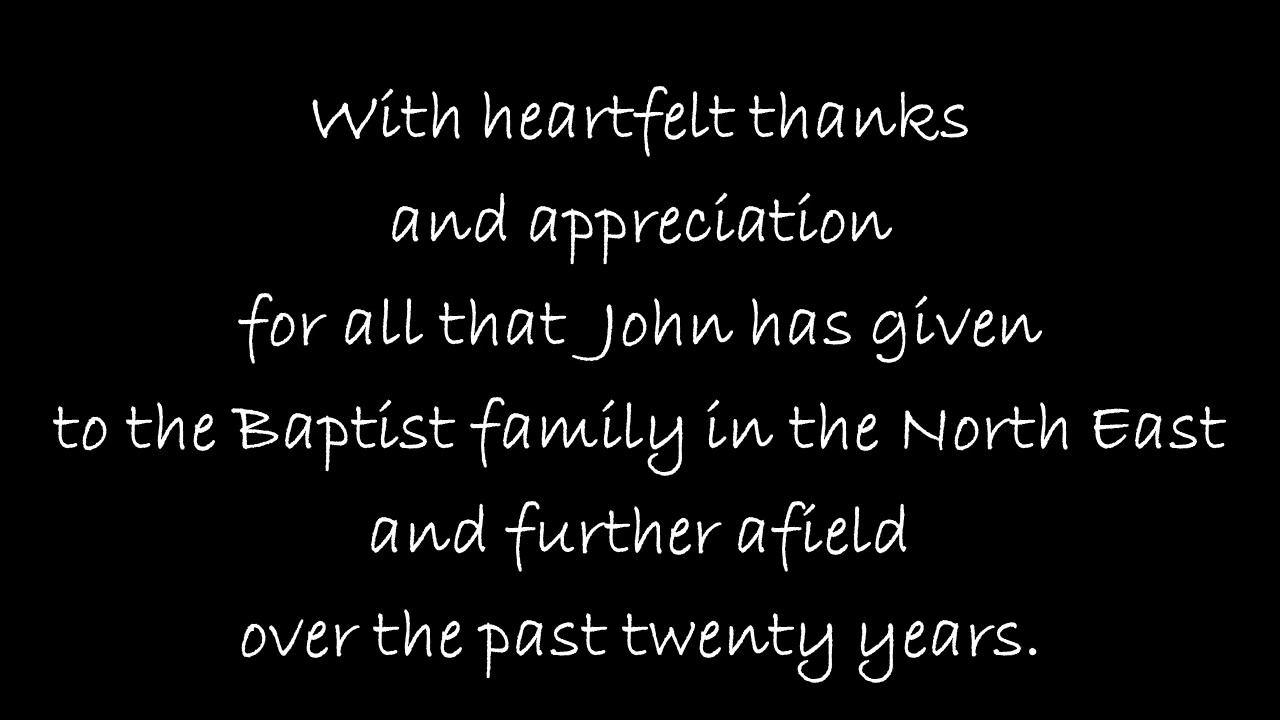 With heartfelt thanks
and appreciation
for all that John has given
to the Baptist family in the North East
and further afield
over the past twenty years.